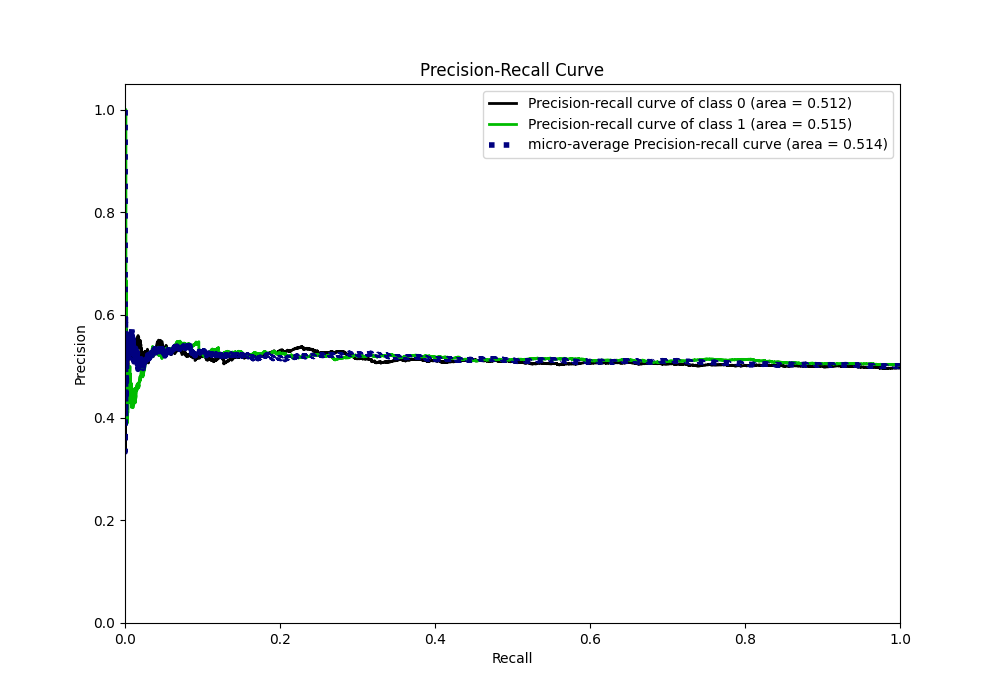 Precision-Recall Curve
Precision-recall curve of class 0 (area = 0.512)
Precision-recall curve of class 1 (area = 0.515)
micro-average Precision-recall curve (area = 0.514)
1.0
0.8
0.6
0.4
0.2
0.0
Precision
0.0 0.2 0.4 0.6 0.8 1.0
Recall